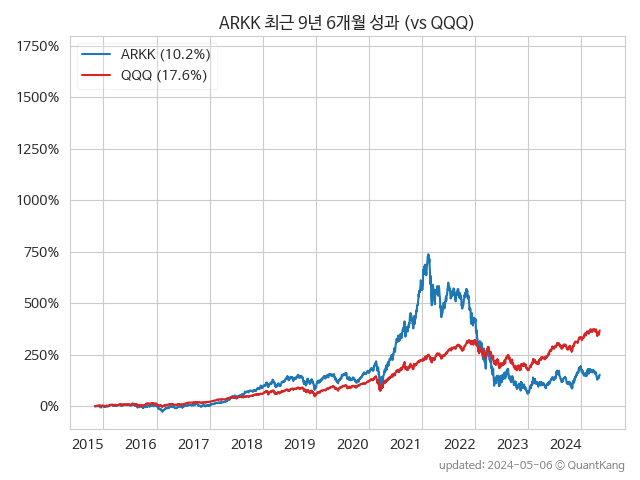 ARKK 최근 9년 6개월 성과 (vs QQQ)
1750%
ARKK (10.2%)
QQQ (17.6%)
1500%
1250%
1000%
750%
500%
250%
0%
2015 2016 2017 2018 2019 2020 2021 2022 2023 2024
updated: 2024-05-06 © QuantKang